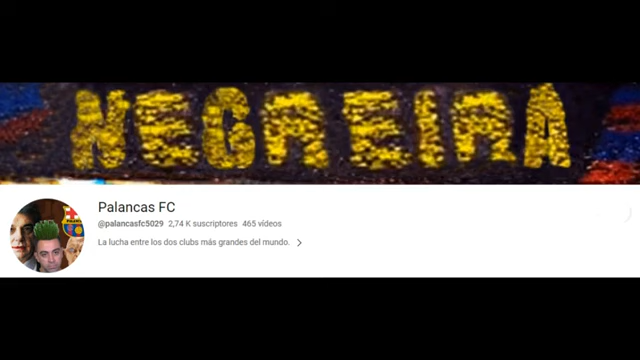 NEGREIRA
Palancas FC
@palancasfc5029 2,74 K suscriptores 465 vídeos
La lucha entre los dos clubs más grandes del mundo.